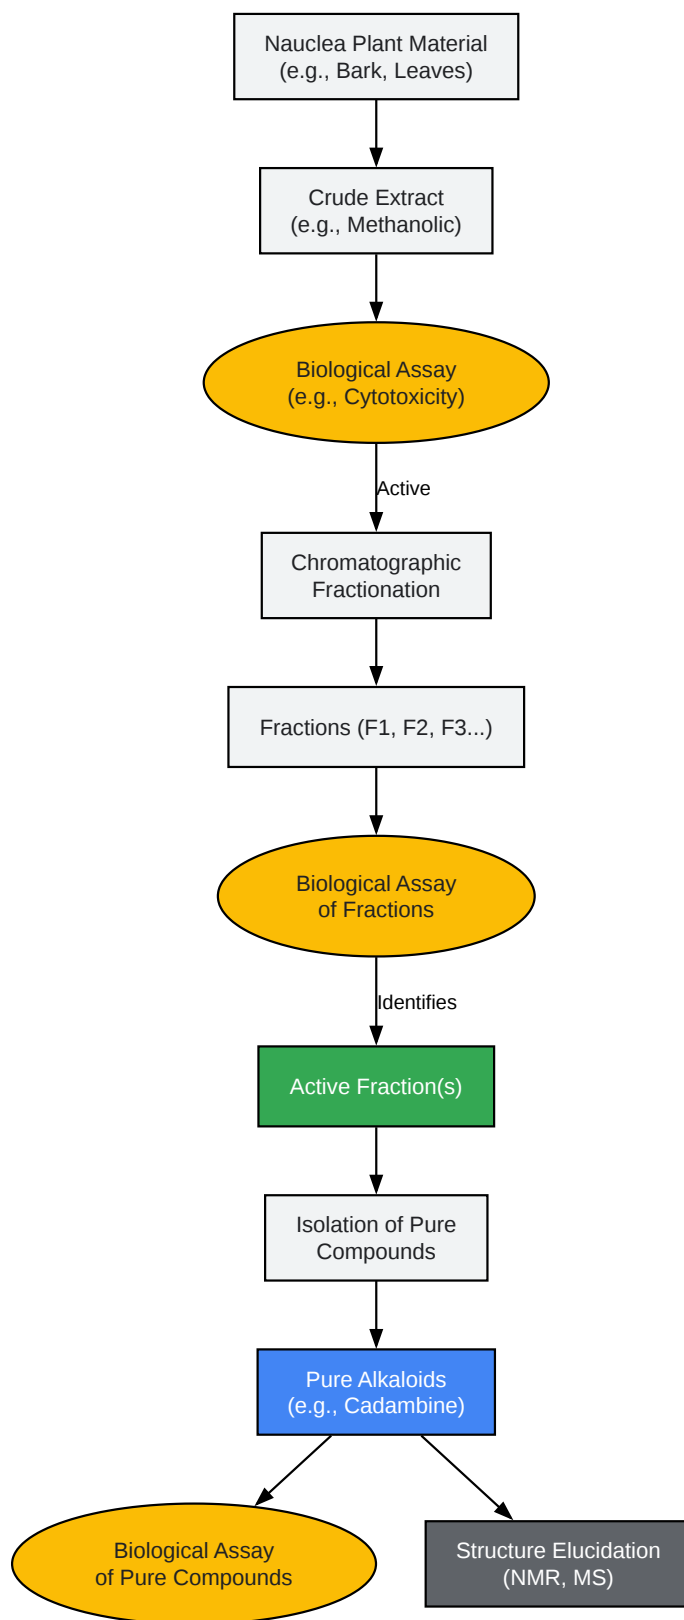 Nauclea Plant Material
(e.g., Bark, Leaves)
Crude Extract
(e.g., Methanolic)
Biological Assay
(e.g., Cytotoxicity)
Active
Chromatographic
Fractionation
Fractions (F1, F2, F3...)
Biological Assay
of Fractions
Identifies
Active Fraction(s)
Isolation of Pure
Compounds
Pure Alkaloids
(e.g., Cadambine)
Biological Assay
of Pure Compounds
Structure Elucidation
(NMR, MS)